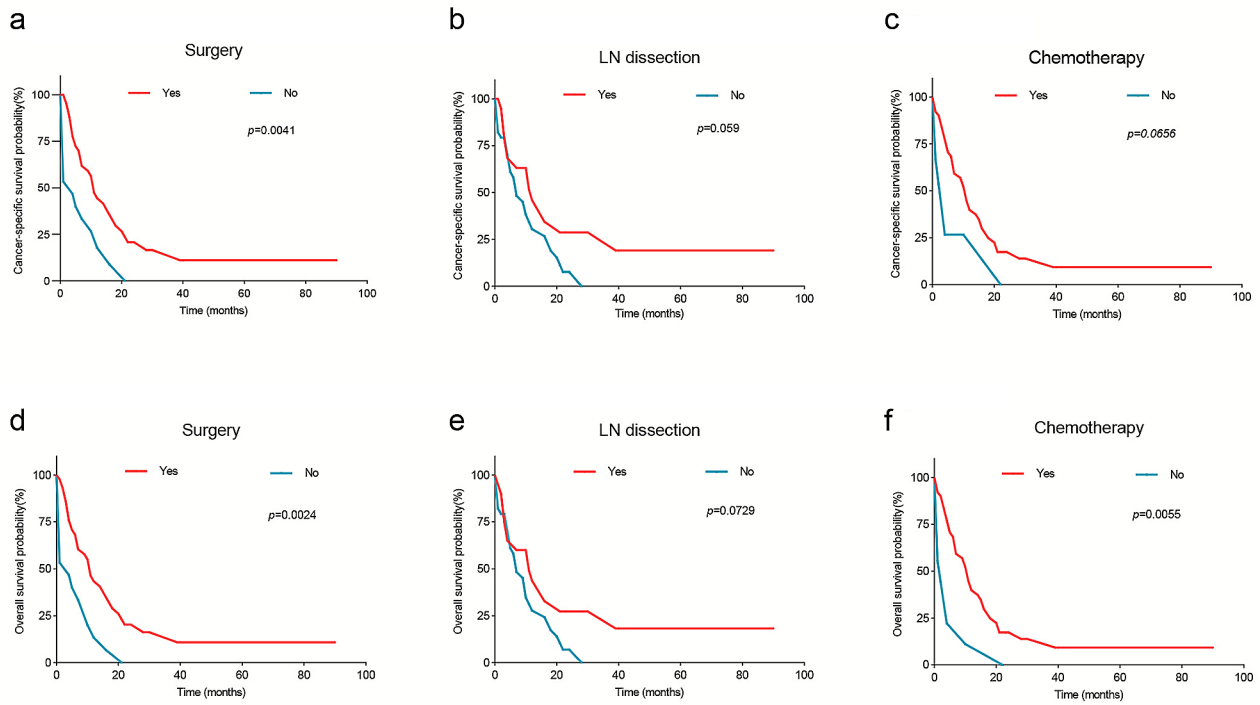 a
Surgery
Yes No
p=0.0041
Cancer-specific survival probability(%)
100
75
50
25
0
0 20 40 60 80 100
Time (months)
b
LN dissection
Yes No
p=0.059
Cancer-specific survival probability(%)
100
75
50
25
0
0 20 40 60 80 100
Time (months)
c
Chemotherapy
Yes No
p=0.0656
Cancer-specific survival probability(%)
100
75
50
25
0
0 20 40 60 80 100
Time (months)
d
Surgery
Yes No
p=0.0024
Overall survival probability(%)
100
75
50
25
0
0 20 40 60 80 100
Time (months)
e
LN dissection
Yes No
p=0.0729
Overall survival probability(%)
100
75
50
25
0
0 20 40 60 80 100
Time (months)
f
Chemotherapy
Yes No
p=0.0055
Overall survival probability(%)
100
75
50
25
0
0 20 40 60 80 100
Time (months)